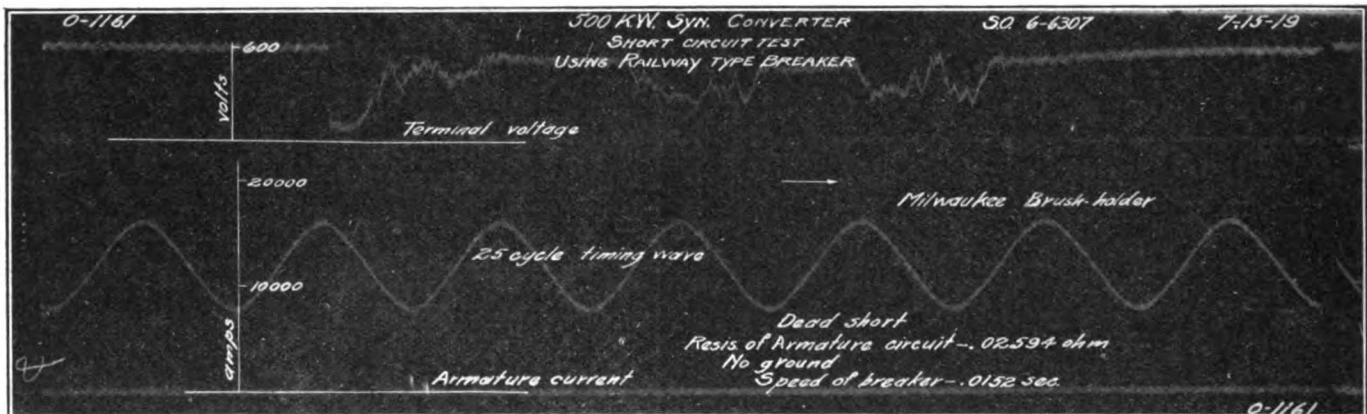 0-1161
500 KW. SYN. CONVERTER
S.O. 6-6307
7-15-19
SHORT CIRCUIT TEST
USING RAILWAY TYPE BREAKER
600
volts
Terminal voltage
20000
Milwaukee Brush-holder
25 cycle timing wave
10000
amps
Dead short
Resis of Armature circuit-.02594 ohm
No ground
Speed of breaker-.0152 sec.
Armature current
0-1161